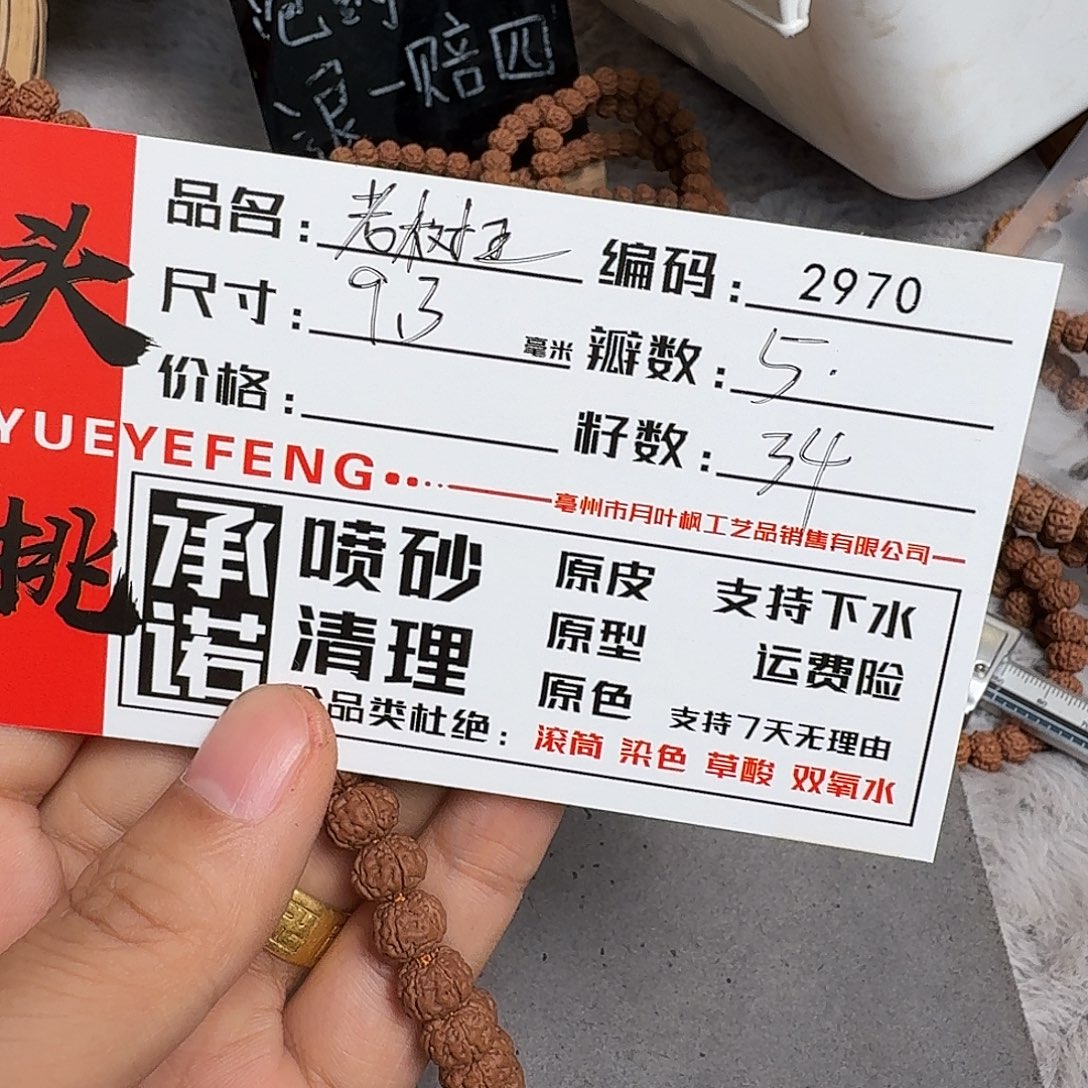 泡药
滚一赔四
头
挑
品名：老树王
编码：2970
尺寸：9.3毫米
瓣数：5
价格：
籽数：34
YUEYEFENG
亳州市月叶枫工艺品销售有限公司
承诺
喷砂
清理
原皮
原型
原色
支持下水
运费险
支持7天无理由
品类杜绝：滚筒 染色 草酸 双氧水